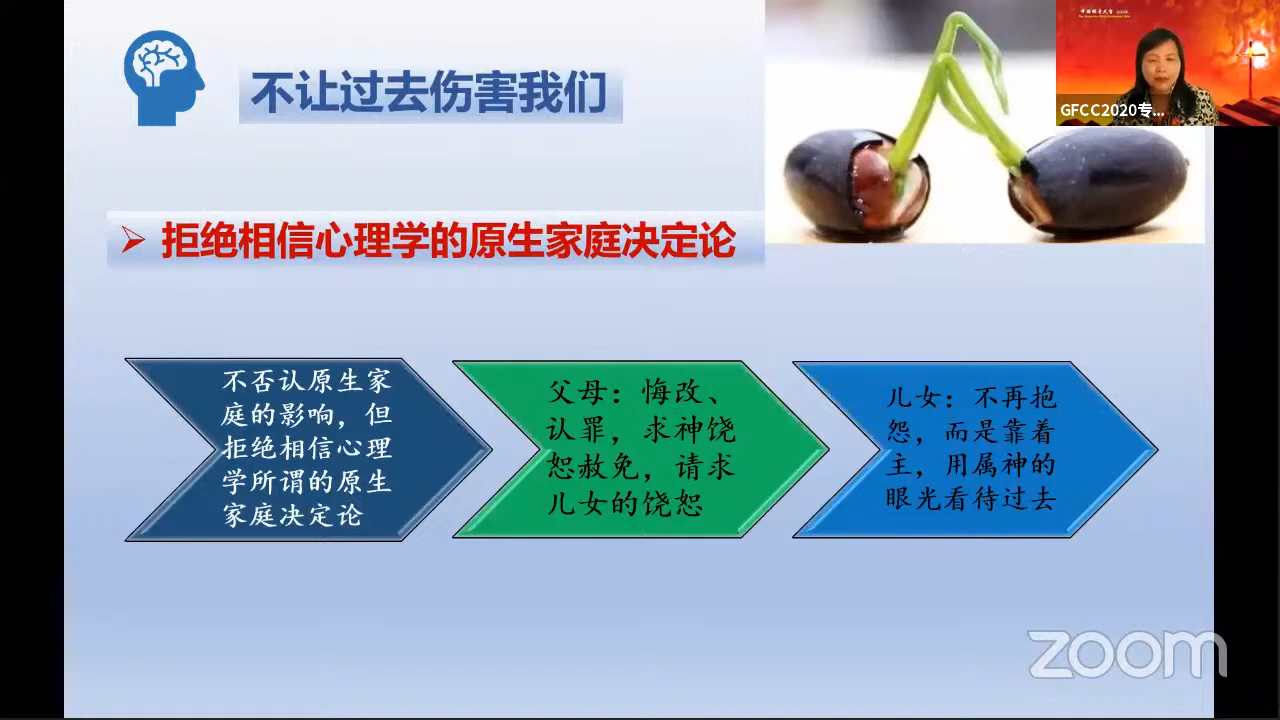 不让过去伤害我们
GFCC2020专...
拒绝相信心理学的原生家庭决定论
不否认原生家
庭的影响，但
拒绝相信心理
学所谓的原生
家庭决定论
父母：悔改、
认罪，求神饶
恕赦免，请求
儿女的饶恕
儿女：不再抱
怨，而是靠着
主，用属神的
眼光看待过去
zoom